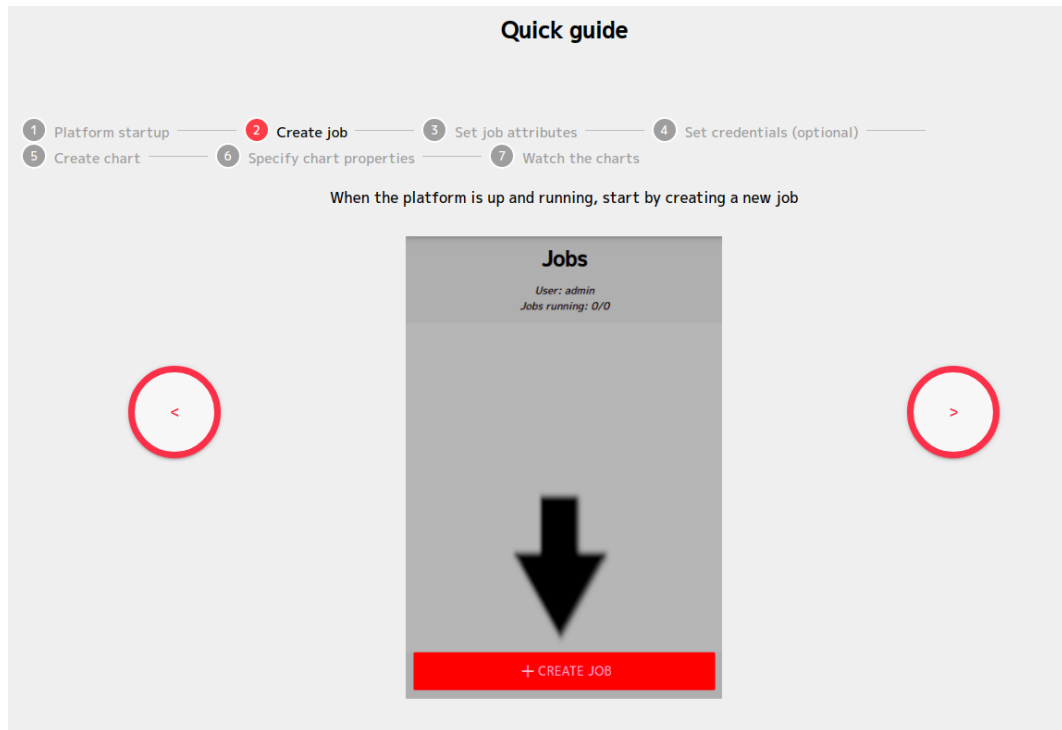 Quick guide
1 Platform startup 2 Create job 3 Set job attributes 4 Set credentials (optional)
5 Create chart 6 Specify chart properties 7 Watch the charts
When the platform is up and running, start by creating a new job
Jobs
User: admin
Jobs running: 0/0
< >
+ CREATE JOB